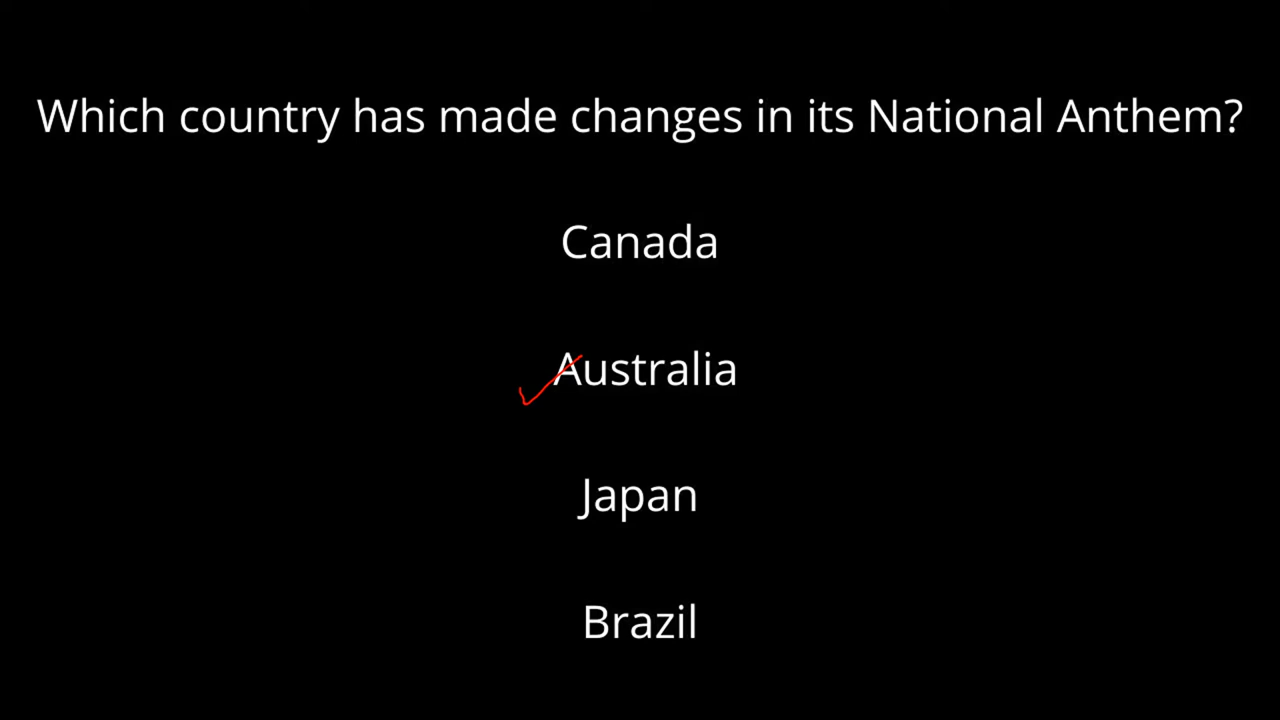 Which country has made changes in its National Anthem?
Canada
Australia
Japan
Brazil